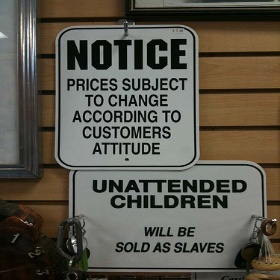 NOTICE
PRICES SUBJECT
TO CHANGE
ACCORDING TO
CUSTOMERS
ATTITUDE
UNATTENDED
CHILDREN
WILL BE
SOLD AS SLAVES